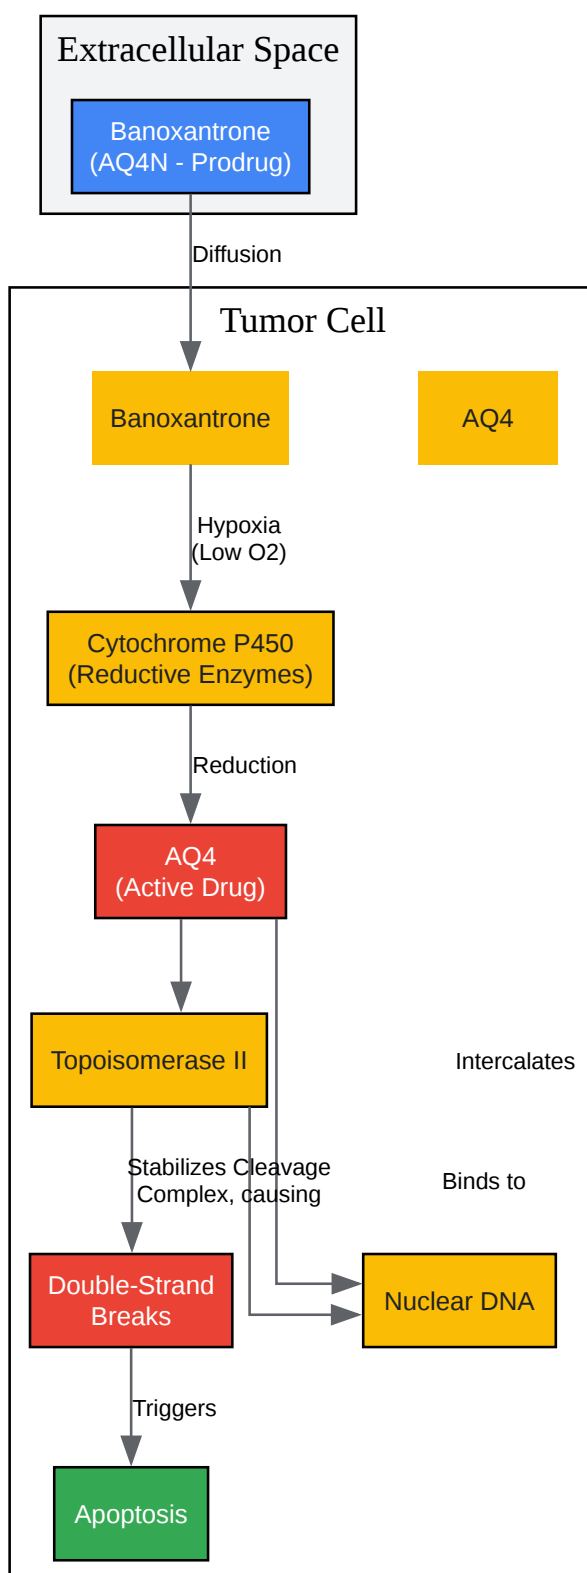 Extracellular Space
Banoxantrone
(AQ4N - Prodrug)
Diffusion
Tumor Cell
Banoxantrone
AQ4
Hypoxia
(Low O2)
Cytochrome P450
(Reductive Enzymes)
Reduction
AQ4
(Active Drug)
Topoisomerase II
Intercalates
Stabilizes Cleavage
Complex, causing
Binds to
Double-Strand
Breaks
Nuclear DNA
Triggers
Apoptosis